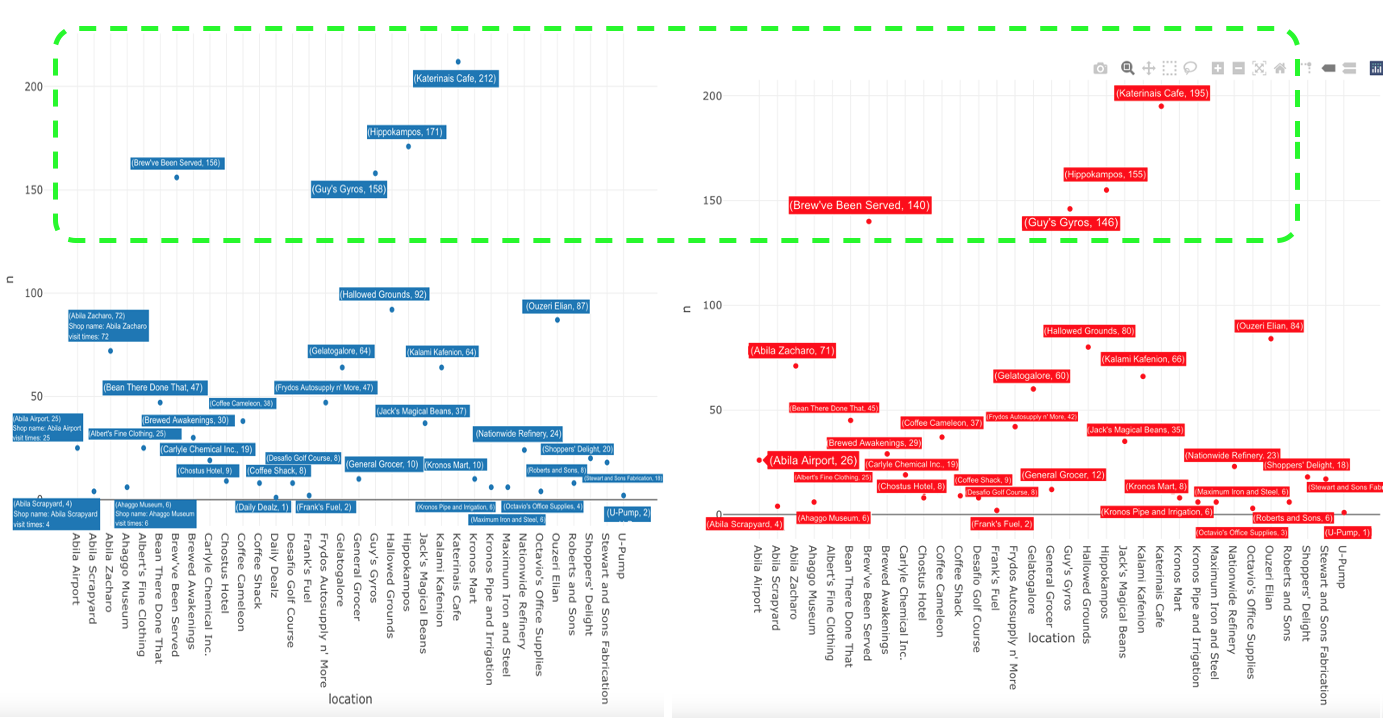 200
150
100
50
0
n
(Katerinais Cafe, 212)
(Hippokampos, 171)
(Brew've Been Served, 156)
(Guy's Gyros, 158)
(Hallowed Grounds, 92)
(Ouzeri Elian, 87)
(Abila Zacharo, 72)
Shop name: Abila Zacharo
visit times: 72
(Gelatogalore, 64)
(Kalami Kafenion, 64)
(Bean There Done That, 47)
(Frydos Autosupply n' More, 47)
(Coffee Cameleon, 38)
(Jack's Magical Beans, 37)
(Abila Airport, 25)
Shop name: Abila Airport
visit times: 25
(Brewed Awakenings, 30)
(Albert's Fine Clothing, 25)
(Nationwide Refinery, 24)
(Carlyle Chemical Inc., 19)
(Shoppers' Delight, 20)
(Desafio Golf Course, 8)
(Chostus Hotel, 9)
(Coffee Shack, 8)
(General Grocer, 10)
(Kronos Mart, 10)
(Roberts and Sons, 8)
(Stewart and Sons Fabrication, 18)
(Abila Scrapyard, 4)
Shop name: Abila Scrapyard
visit times: 4
(Ahaggo Museum, 6)
Shop name: Ahaggo Museum
visit times: 6
(Daily Dealz, 1)
(Frank's Fuel, 2)
(Kronos Pipe and Irrigation, 6)
(Octavio's Office Supplies, 4)
(Maximum Iron and Steel, 6)
(U-Pump, 2)
Abila Airport
Abila Scrapyard
Abila Zacharo
Ahaggo Museum
Albert's Fine Clothing
Bean There Done That
Brew've Been Served
Brewed Awakenings
Carlyle Chemical Inc.
Chostus Hotel
Coffee Cameleon
Coffee Shack
Daily Dealz
Desafio Golf Course
Frank's Fuel
Frydos Autosupply n' More
Gelatogalore
General Grocer
Guy's Gyros
Hallowed Grounds
Hippokampos
Jack's Magical Beans
Kalami Kafenion
Katerinais Cafe
Kronos Mart
Kronos Pipe and Irrigation
Maximum Iron and Steel
Nationwide Refinery
Octavio's Office Supplies
Ouzeri Elian
Roberts and Sons
Shoppers' Delight
Stewart and Sons Fabrication
U-Pump
location
200
150
100
50
0
n
(Katerinais Cafe, 195)
(Hippokampos, 155)
(Brew've Been Served, 140)
(Guy's Gyros, 146)
(Ouzeri Elian, 84)
(Hallowed Grounds, 80)
(Abila Zacharo, 71)
(Kalami Kafenion, 66)
(Gelatogalore, 60)
(Bean There Done That, 45)
(Frydos Autosupply n' More, 42)
(Coffee Cameleon, 37)
(Jack's Magical Beans, 35)
(Brewed Awakenings, 29)
(Abila Airport, 26)
(Carlyle Chemical Inc., 19)
(Nationwide Refinery, 23)
(Shoppers' Delight, 18)
(Albert's Fine Clothing, 25)
(Coffee Shack, 9)
(General Grocer, 12)
(Chostus Hotel, 8)
(Desafio Golf Course, 8)
(Kronos Mart, 8)
(Maximum Iron and Steel, 6)
(Stewart and Sons Fab
(Abila Scrapyard, 4)
(Ahaggo Museum, 6)
(Frank's Fuel, 2)
(Kronos Pipe and Irrigation, 6)
(Roberts and Sons, 6)
(Octavio's Office Supplies, 3)
(U-Pump, 1)
Abila Airport
Abila Scrapyard
Abila Zacharo
Ahaggo Museum
Albert's Fine Clothing
Bean There Done That
Brew've Been Served
Brewed Awakenings
Carlyle Chemical Inc.
Chostus Hotel
Coffee Cameleon
Coffee Shack
Desafio Golf Course
Frank's Fuel
Frydos Autosupply n' More
Gelatogalore
General Grocer
Guy's Gyros
Hallowed Grounds
Hippokampos
Jack's Magical Beans
Kalami Kafenion
Katerinais Cafe
Kronos Mart
Kronos Pipe and Irrigation
Maximum Iron and Steel
Nationwide Refinery
Octavio's Office Supplies
Ouzeri Elian
Roberts and Sons
Shoppers' Delight
Stewart and Sons Fabrication
U-Pump
location